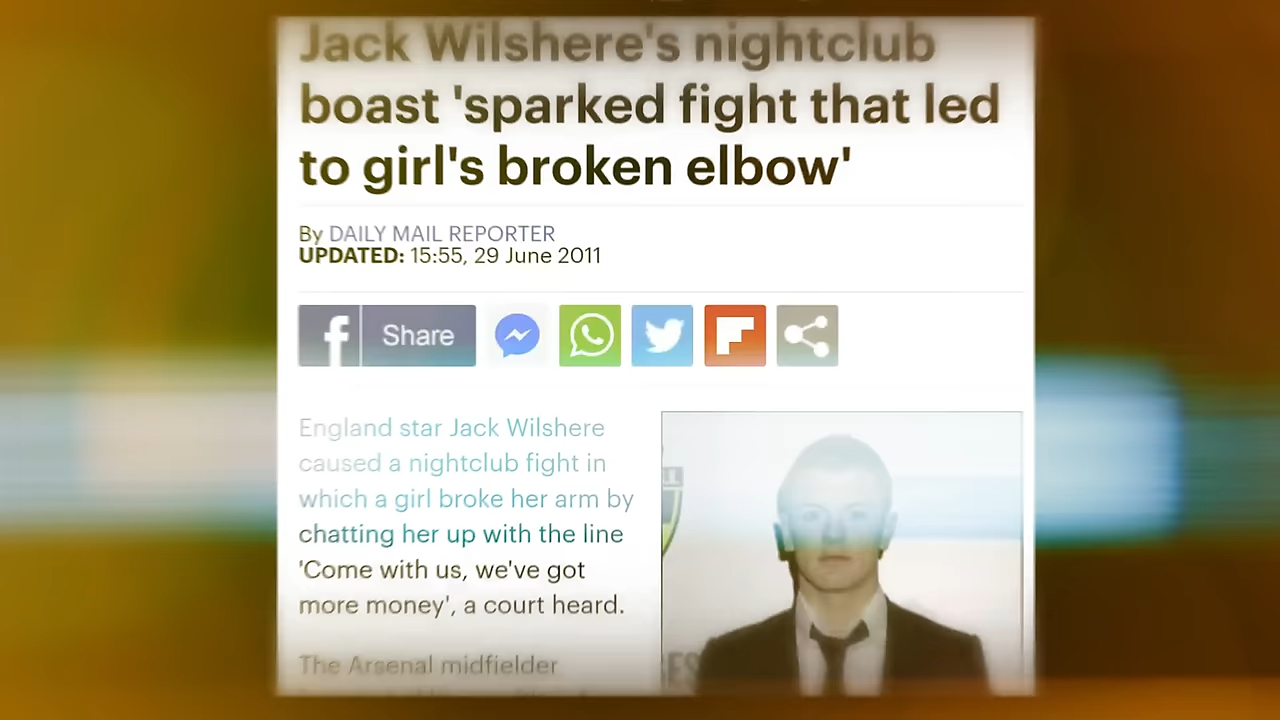 Jack Wilshere's nightclub
boast 'sparked fight that led
to girl's broken elbow'
By DAILY MAIL REPORTER
UPDATED: 15:55, 29 June 2011
Share
England star Jack Wilshere
caused a nightclub fight in
which a girl broke her arm by
chatting her up with the line
'Come with us, we've got
more money', a court heard.
The Arsenal midfielder